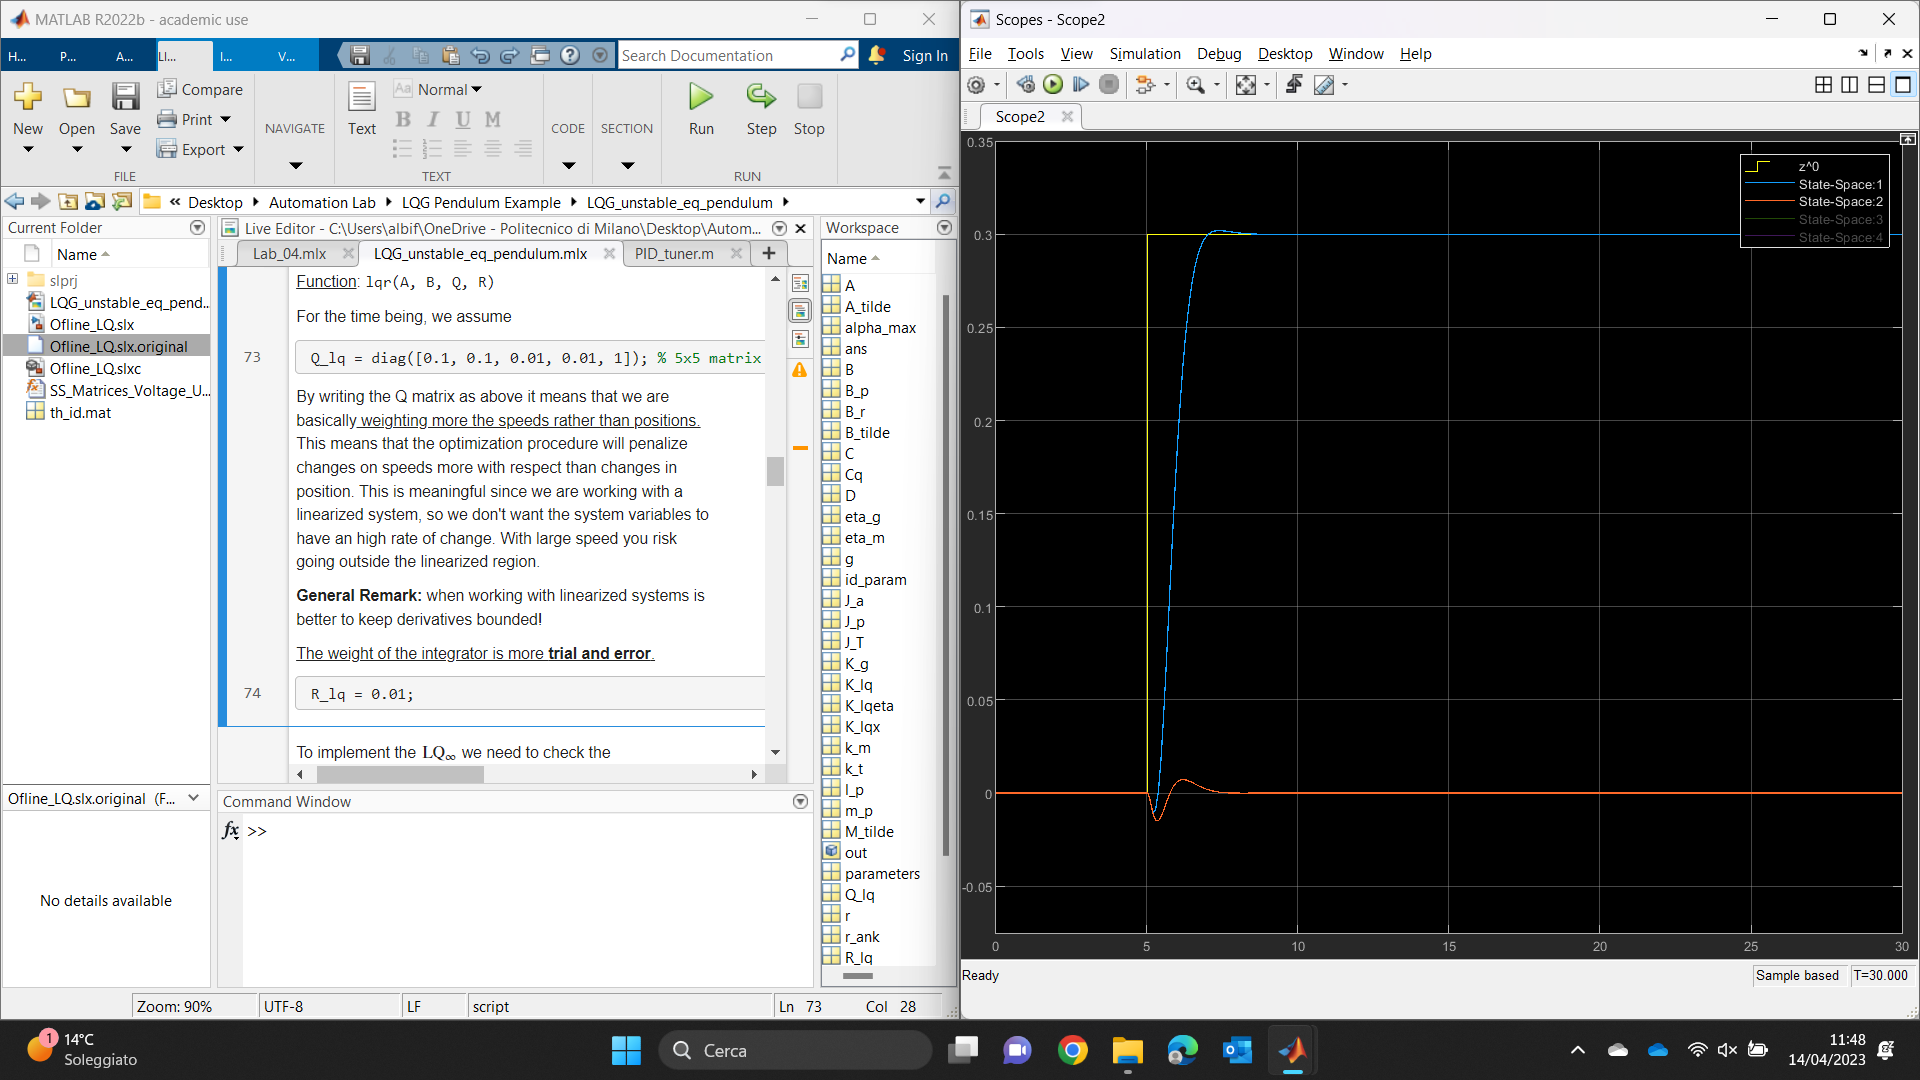 MATLAB R2022b - academic use
H... P... A... LI... I... V... Search Documentation Sign In
New Open Save Compare Print Export FILE
NAVIGATE
Text Normal B I U M TEXT
CODE
SECTION
Run Step Stop RUN
« Desktop Automation Lab LQG Pendulum Example LQG_unstable_eq_pendulum
Current Folder
Name
slprj
LQG_unstable_eq_pend...
Ofline_LQ.slx
Ofline_LQ.slx.original
Ofline_LQ.slxc
SS_Matrices_Voltage_U...
th_id.mat
Ofline_LQ.slx.original (F...
No details available
Live Editor - C:\Users\albif\OneDrive - Politecnico di Milano\Desktop\Autom...
Lab_04.mlx LQG_unstable_eq_pendulum.mlx PID_tuner.m
Function: lqr(A, B, Q, R)
For the time being, we assume
73 Q_lq = diag([0.1, 0.1, 0.01, 0.01, 1]); % 5x5 matrix
By writing the Q matrix as above it means that we are
basically weighting more the speeds rather than positions.
This means that the optimization procedure will penalize
changes on speeds more with respect than changes in
position. This is meaningful since we are working with a
linearized system, so we don't want the system variables to
have an high rate of change. With large speed you risk
going outside the linearized region.
General Remark: when working with linearized systems is
better to keep derivatives bounded!
The weight of the integrator is more trial and error.
74 R_lq = 0.01;
To implement the LQ∞ we need to check the
Command Window
fx >>
Workspace
Name
A
A_tilde
alpha_max
ans
B
B_p
B_r
B_tilde
C
Cq
D
eta_g
eta_m
g
id_param
J_a
J_p
J_T
K_g
K_lq
K_lqeta
K_lqx
k_m
k_t
l_p
m_p
M_tilde
out
parameters
Q_lq
r
r_ank
R_lq
Zoom: 90% UTF-8 LF script Ln 73 Col 28
Scopes - Scope2
File Tools View Simulation Debug Desktop Window Help
Scope2
0.35
0.3
0.25
0.2
0.15
0.1
0.05
0
-0.05
0 5 10 15 20 25 30
z^0
State-Space:1
State-Space:2
State-Space:3
State-Space:4
Ready Sample based T=30.000
1 14°C
Soleggiato
Cerca
11:48
14/04/2023